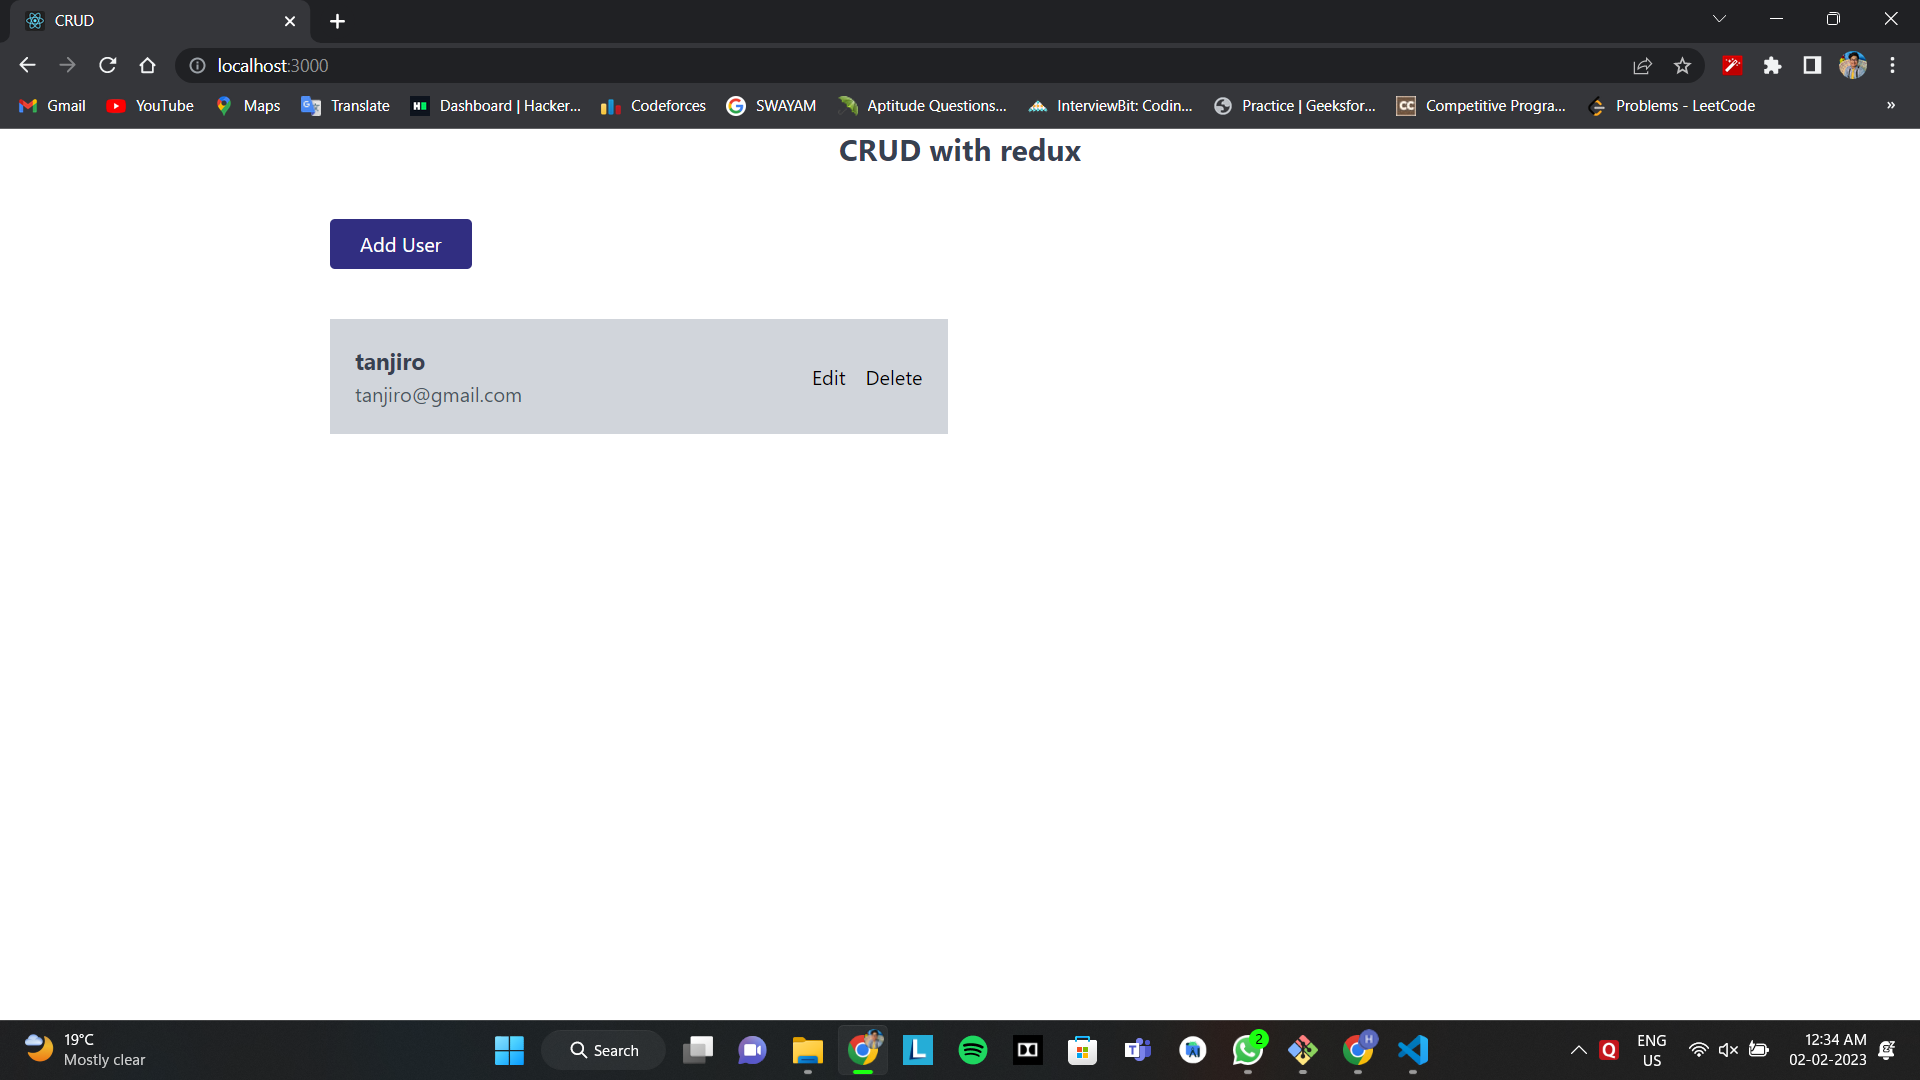 CRUD
localhost:3000
Gmail YouTube Maps Translate Dashboard | Hacker... Codeforces SWAYAM Aptitude Questions... InterviewBit: Codin... Practice | Geeksfor... Competitive Progra... Problems - LeetCode »
CRUD with redux
Add User
tanjiro
tanjiro@gmail.com
Edit Delete
19°C
Mostly clear
Search
2
H
ENG
US
12:34 AM
02-02-2023